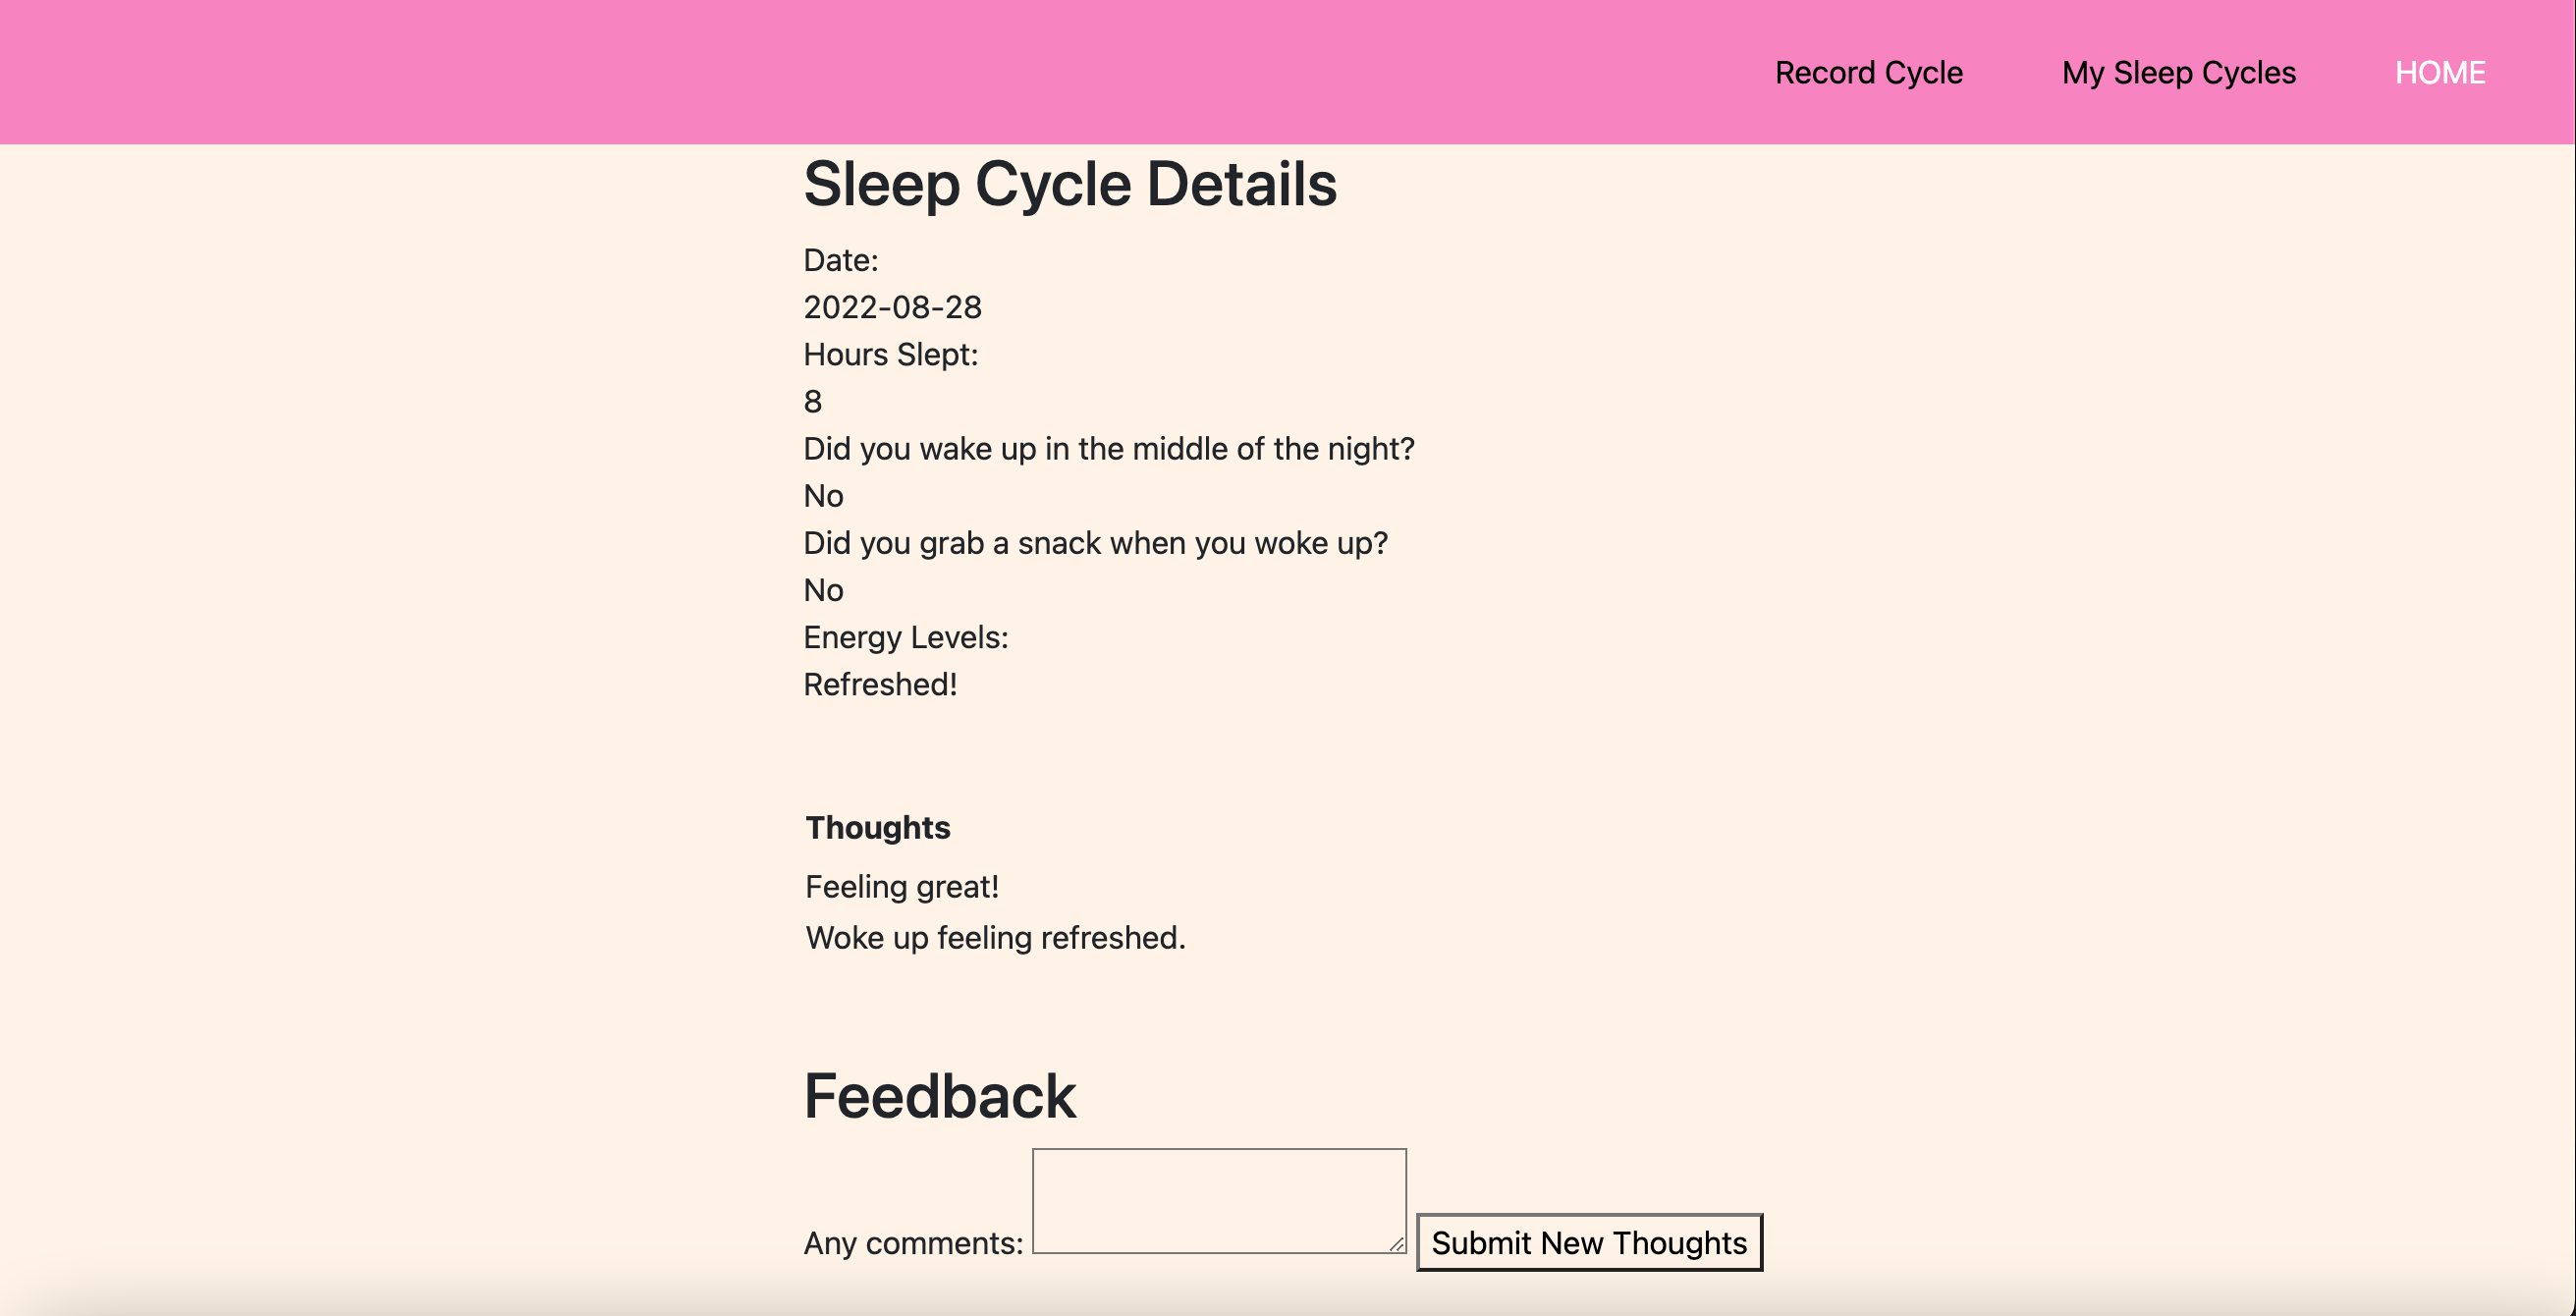 Record Cycle My Sleep Cycles HOME
Sleep Cycle Details
Date:
2022-08-28
Hours Slept:
8
Did you wake up in the middle of the night?
No
Did you grab a snack when you woke up?
No
Energy Levels:
Refreshed!
Thoughts
Feeling great!
Woke up feeling refreshed.
Feedback
Any comments: Submit New Thoughts